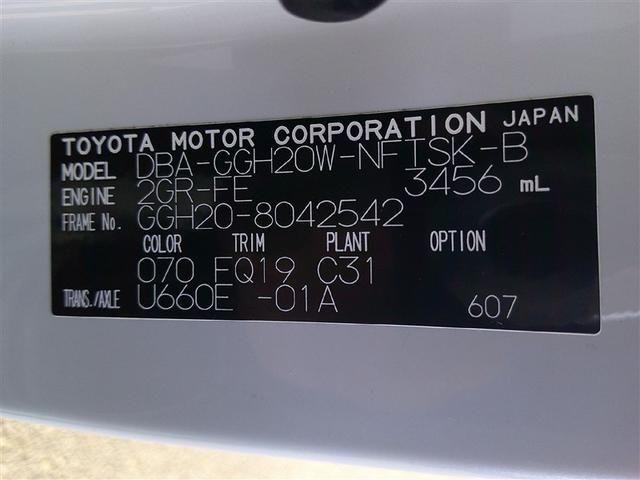 TOYOTA MOTOR CORPORATION JAPAN
MODEL DBA-GGH20W-NFTSK-B
ENGINE 2GR-FE 3456 mL
FRAME No. GGH20-8042542
COLOR TRIM PLANT OPTION
070 FQ19 C31
TRANS./AXLE U660E -01A 607